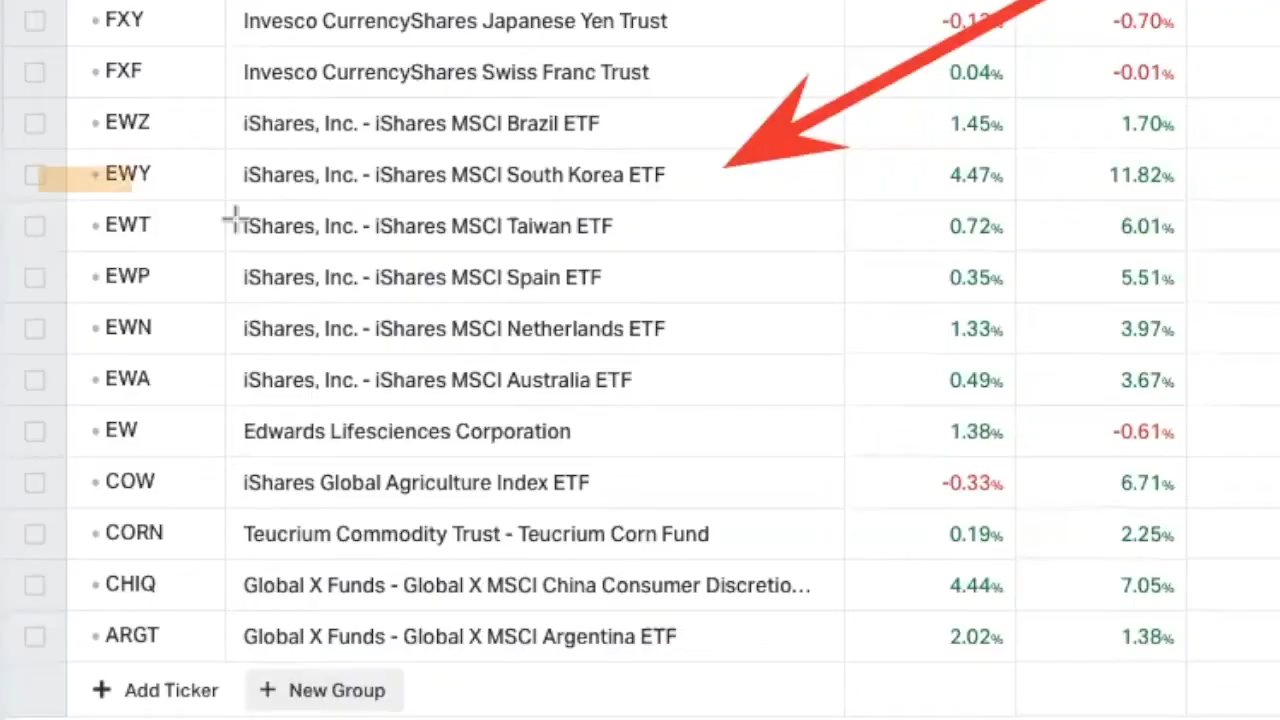 FXY Invesco CurrencyShares Japanese Yen Trust -0.13% -0.70%
FXF Invesco CurrencyShares Swiss Franc Trust 0.04% -0.01%
EWZ iShares, Inc. - iShares MSCI Brazil ETF 1.45% 1.70%
EWY iShares, Inc. - iShares MSCI South Korea ETF 4.47% 11.82%
EWT iShares, Inc. - iShares MSCI Taiwan ETF 0.72% 6.01%
EWP iShares, Inc. - iShares MSCI Spain ETF 0.35% 5.51%
EWN iShares, Inc. - iShares MSCI Netherlands ETF 1.33% 3.97%
EWA iShares, Inc. - iShares MSCI Australia ETF 0.49% 3.67%
EW Edwards Lifesciences Corporation 1.38% -0.61%
COW iShares Global Agriculture Index ETF -0.33% 6.71%
CORN Teucrium Commodity Trust - Teucrium Corn Fund 0.19% 2.25%
CHIQ Global X Funds - Global X MSCI China Consumer Discretio... 4.44% 7.05%
ARGT Global X Funds - Global X MSCI Argentina ETF 2.02% 1.38%
+ Add Ticker + New Group